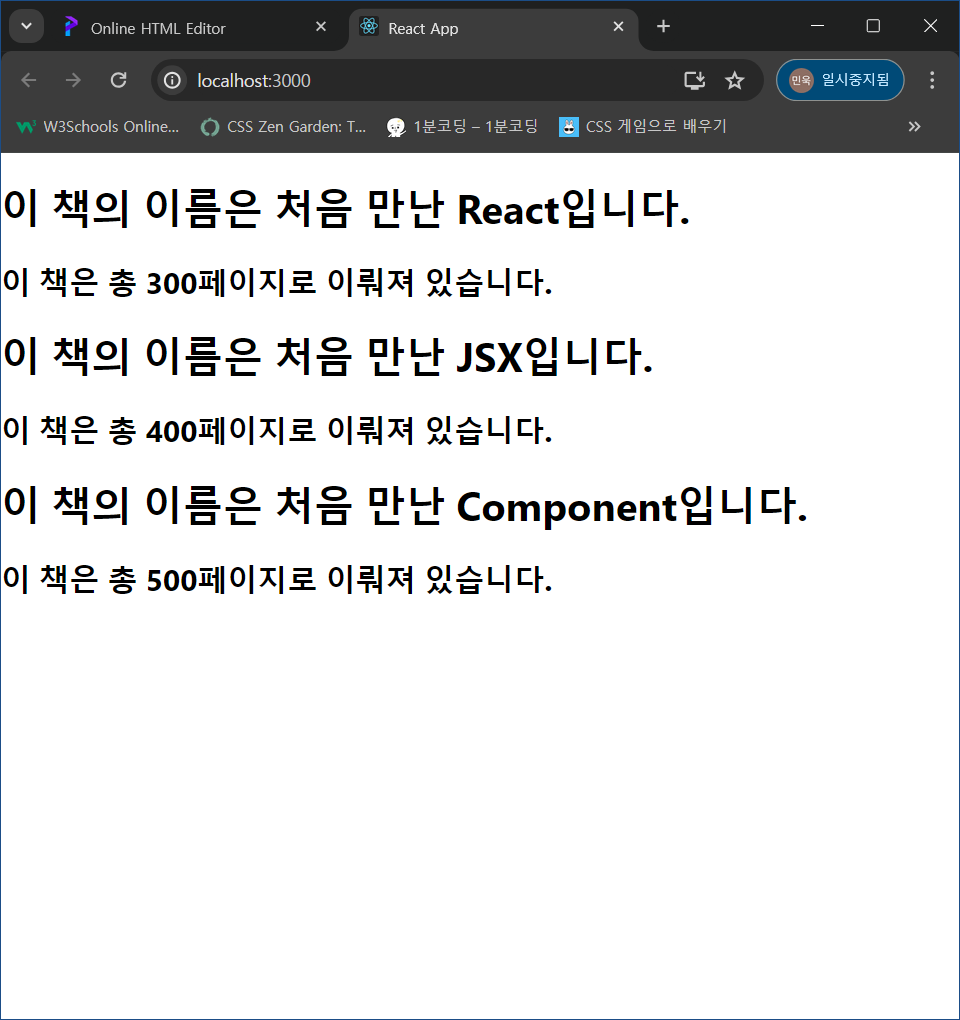 Online HTML Editor
React App
localhost:3000
민욱 일시중지됨
W3Schools Online...
CSS Zen Garden: T...
1분코딩 – 1분코딩
CSS 게임으로 배우기
이 책의 이름은 처음 만난 React입니다.
이 책은 총 300페이지로 이뤄져 있습니다.
이 책의 이름은 처음 만난 JSX입니다.
이 책은 총 400페이지로 이뤄져 있습니다.
이 책의 이름은 처음 만난 Component입니다.
이 책은 총 500페이지로 이뤄져 있습니다.